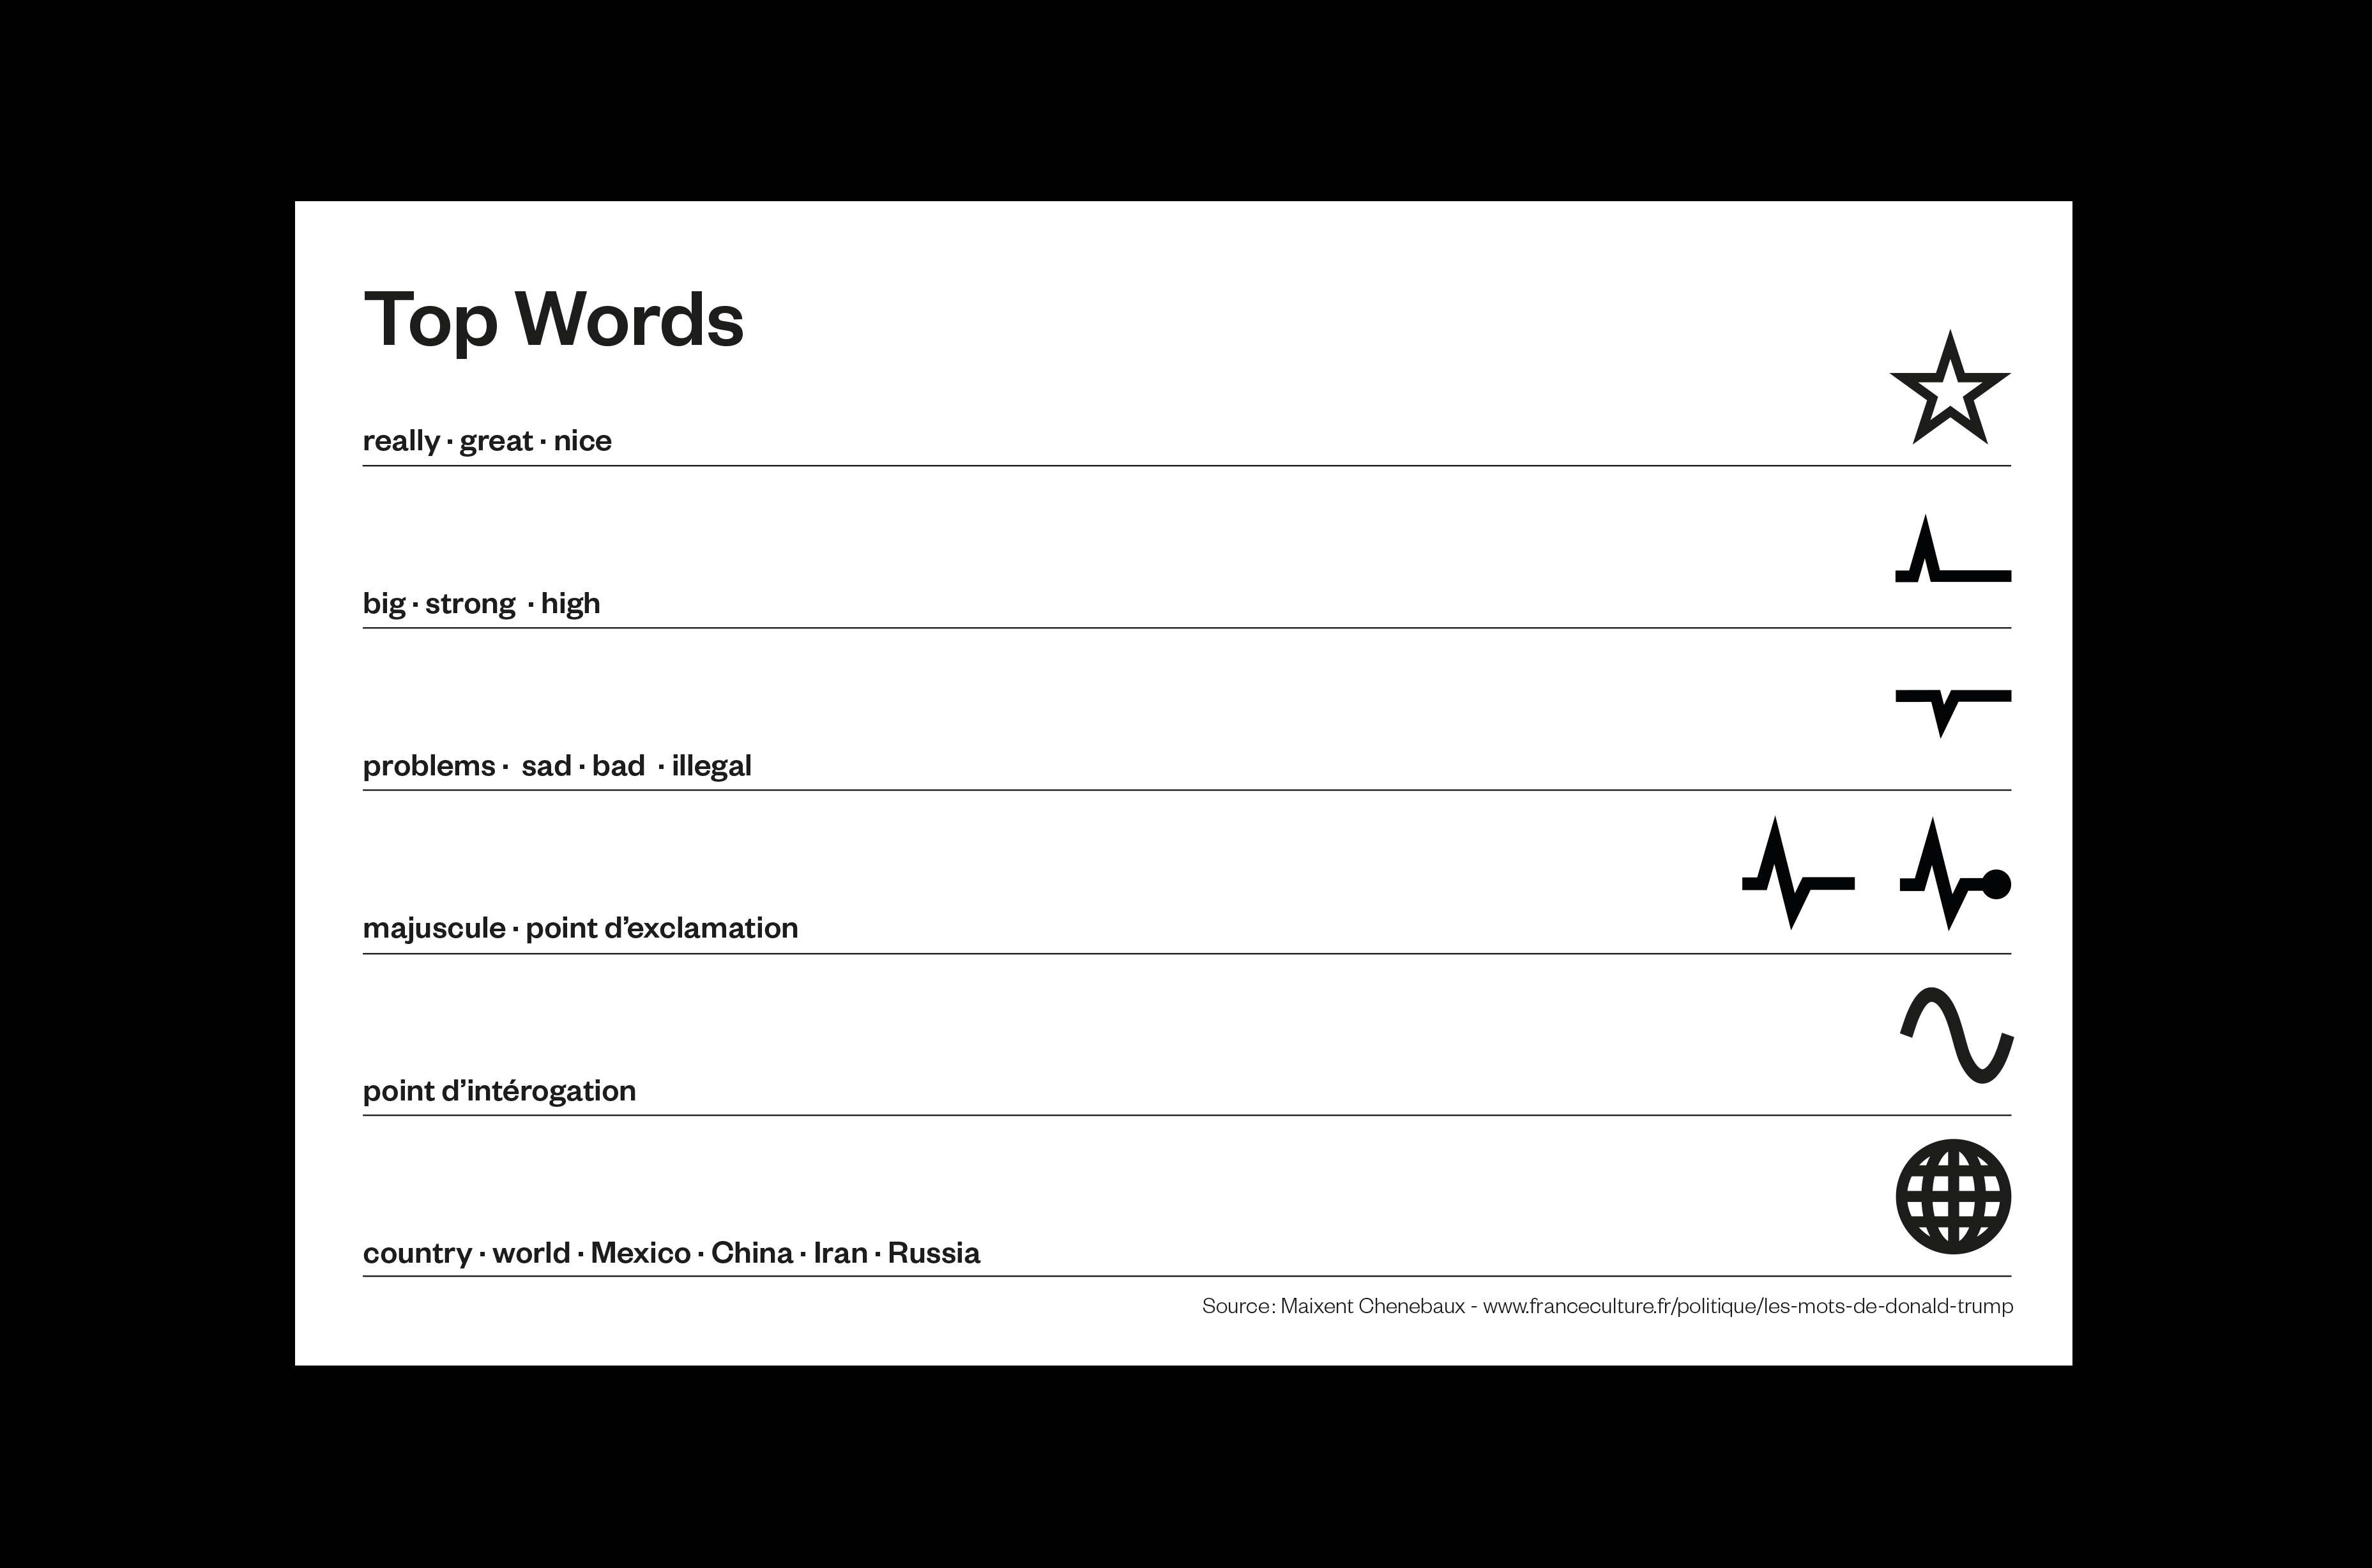 Top Words
really · great · nice
big · strong · high
problems · sad · bad · illegal
majuscule · point d’exclamation
point d’intérogation
country · world · Mexico · China · Iran · Russia
Source: Maixent Chenebaux - www.franceculture.fr/politique/les-mots-de-donald-trump